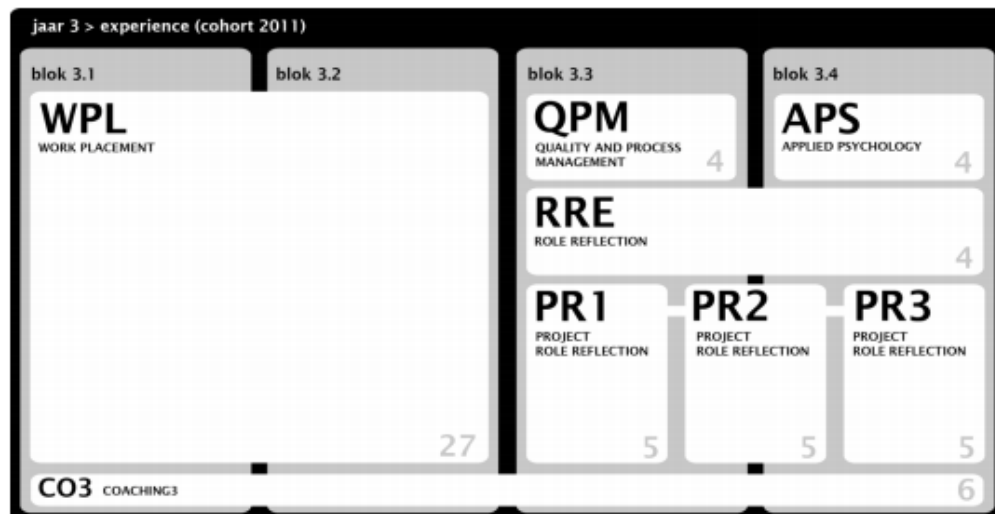 jaar 3 > experience (cohort 2011)
blok 3.1
blok 3.2
blok 3.3
blok 3.4
WPL
WORK PLACEMENT
27
QPM
QUALITY AND PROCESS
MANAGEMENT
4
APS
APPLIED PSYCHOLOGY
4
RRE
ROLE REFLECTION
4
PR1
PROJECT
ROLE REFLECTION
5
PR2
PROJECT
ROLE REFLECTION
5
PR3
PROJECT
ROLE REFLECTION
5
CO3 COACHING3
6